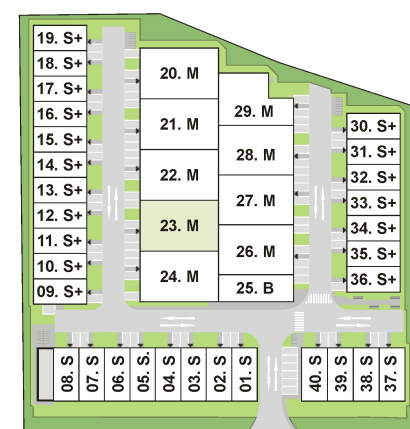 19. S+
18. S+
17. S+
16. S+
15. S+
14. S+
13. S+
12. S+
11. S+
10. S+
09. S+
20. M
21. M
22. M
23. M
24. M
29. M
28. M
27. M
26. M
25. B
30. S+
31. S+
32. S+
33. S+
34. S+
35. S+
36. S+
08. S
07. S
06. S
05. S.
04. S
03. S
02. S
01. S
40. S
39. S
38. S
37. S